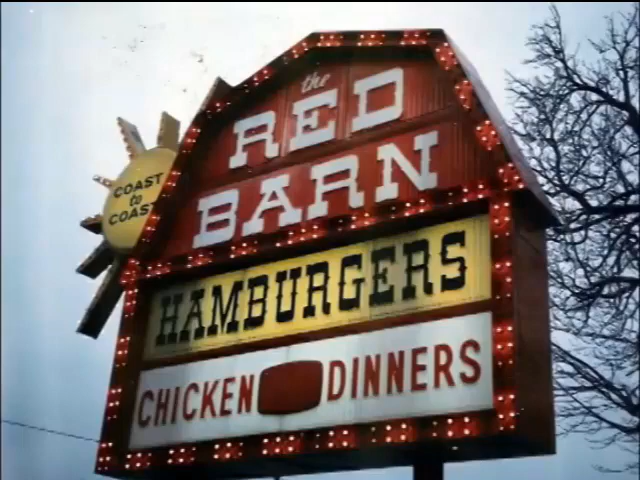 the
RED
BARN
COAST
to
COAST
HAMBURGERS
CHICKEN DINNERS